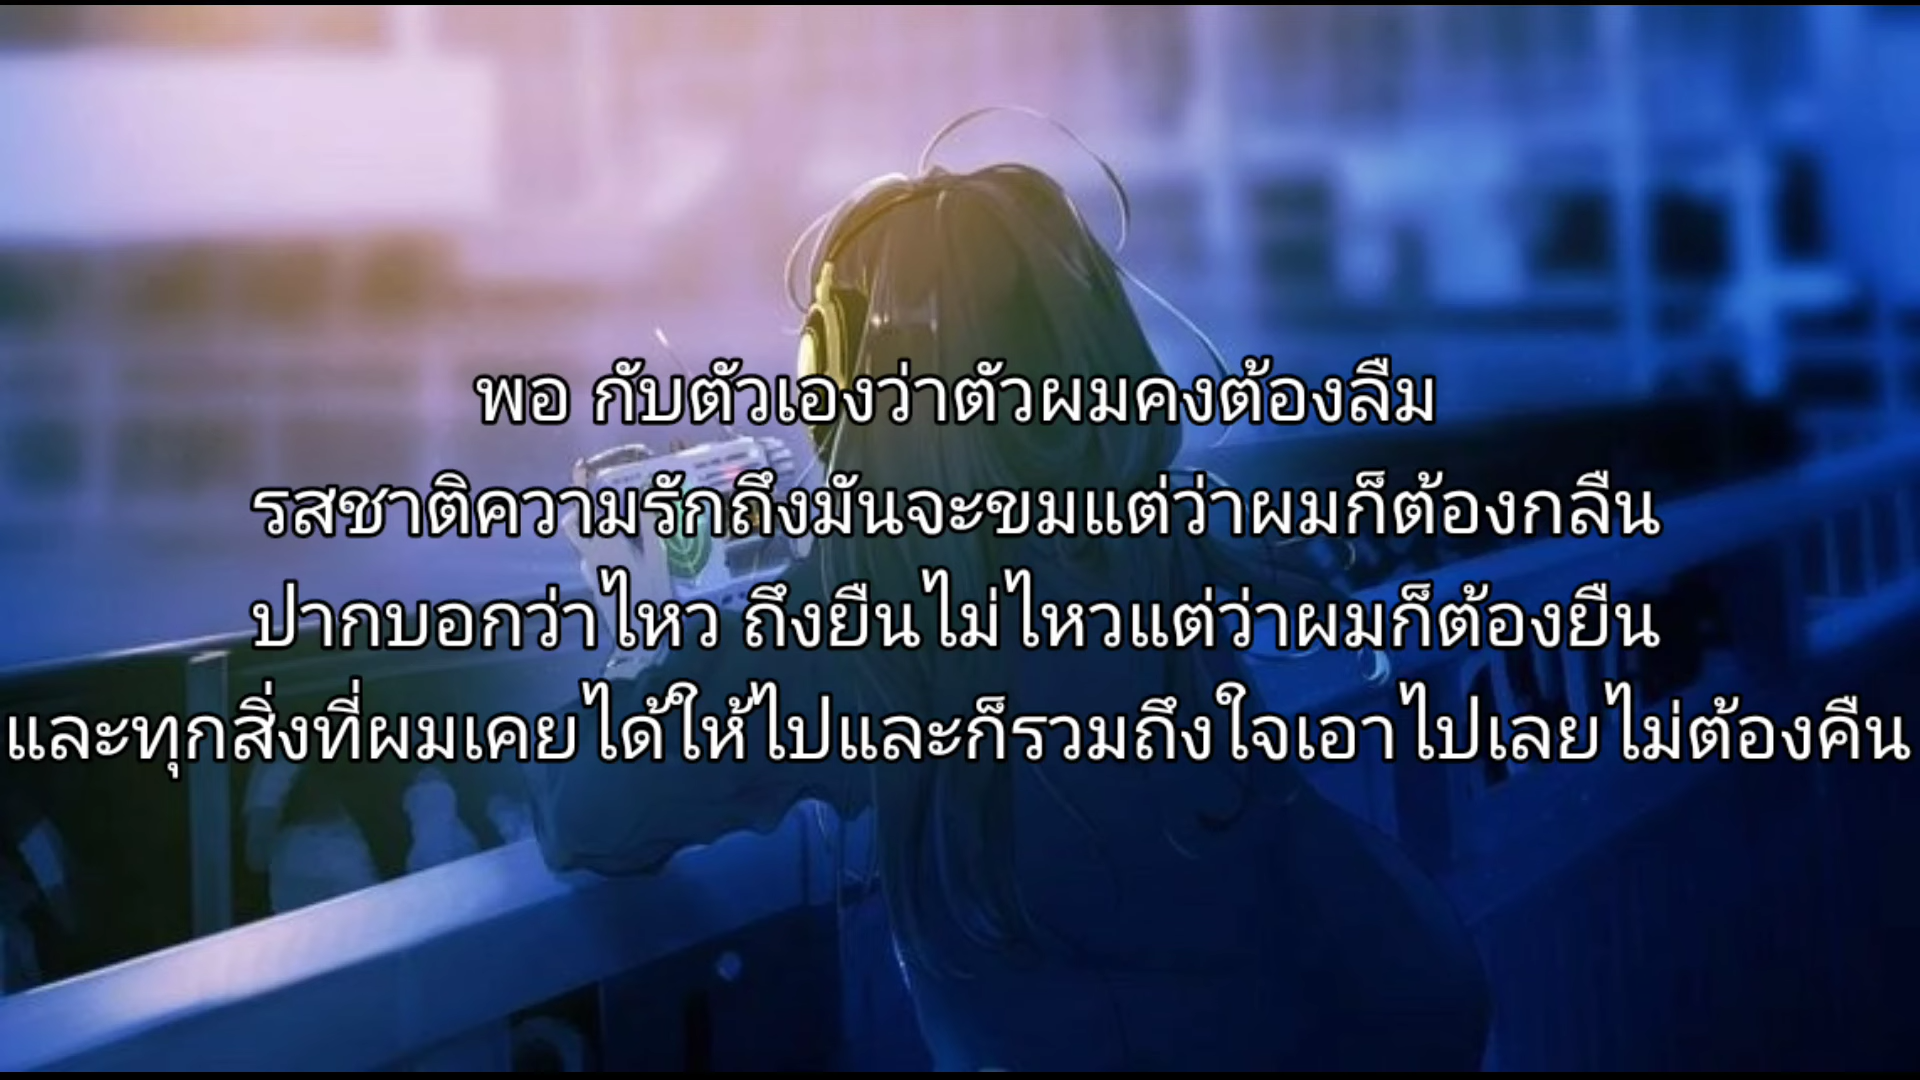 พอ กับตัวเองว่าตัวผมคงต้องลืม
รสชาติความรักถึงมันจะขมแต่ว่าผมก็ต้องกลืน
ปากบอกว่าไหว ถึงยืนไม่ไหวแต่ว่าผมก็ต้องยืน
และทุกสิ่งที่ผมเคยได้ให้ไปและก็รวมถึงใจเอาไปเลยไม่ต้องคืน